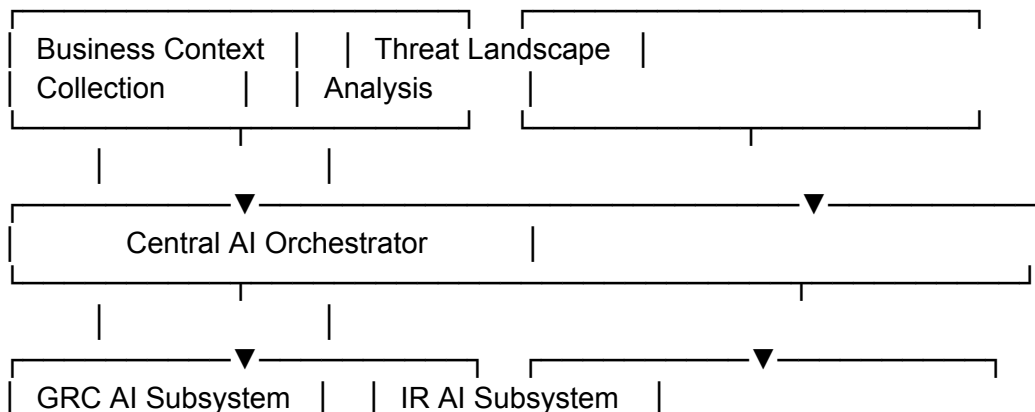 Business Context | | Threat Landscape |
| Collection | | Analysis |
| |
▼ ▼
| Central AI Orchestrator |
| |
▼ ▼
| GRC AI Subsystem | | IR AI Subsystem |